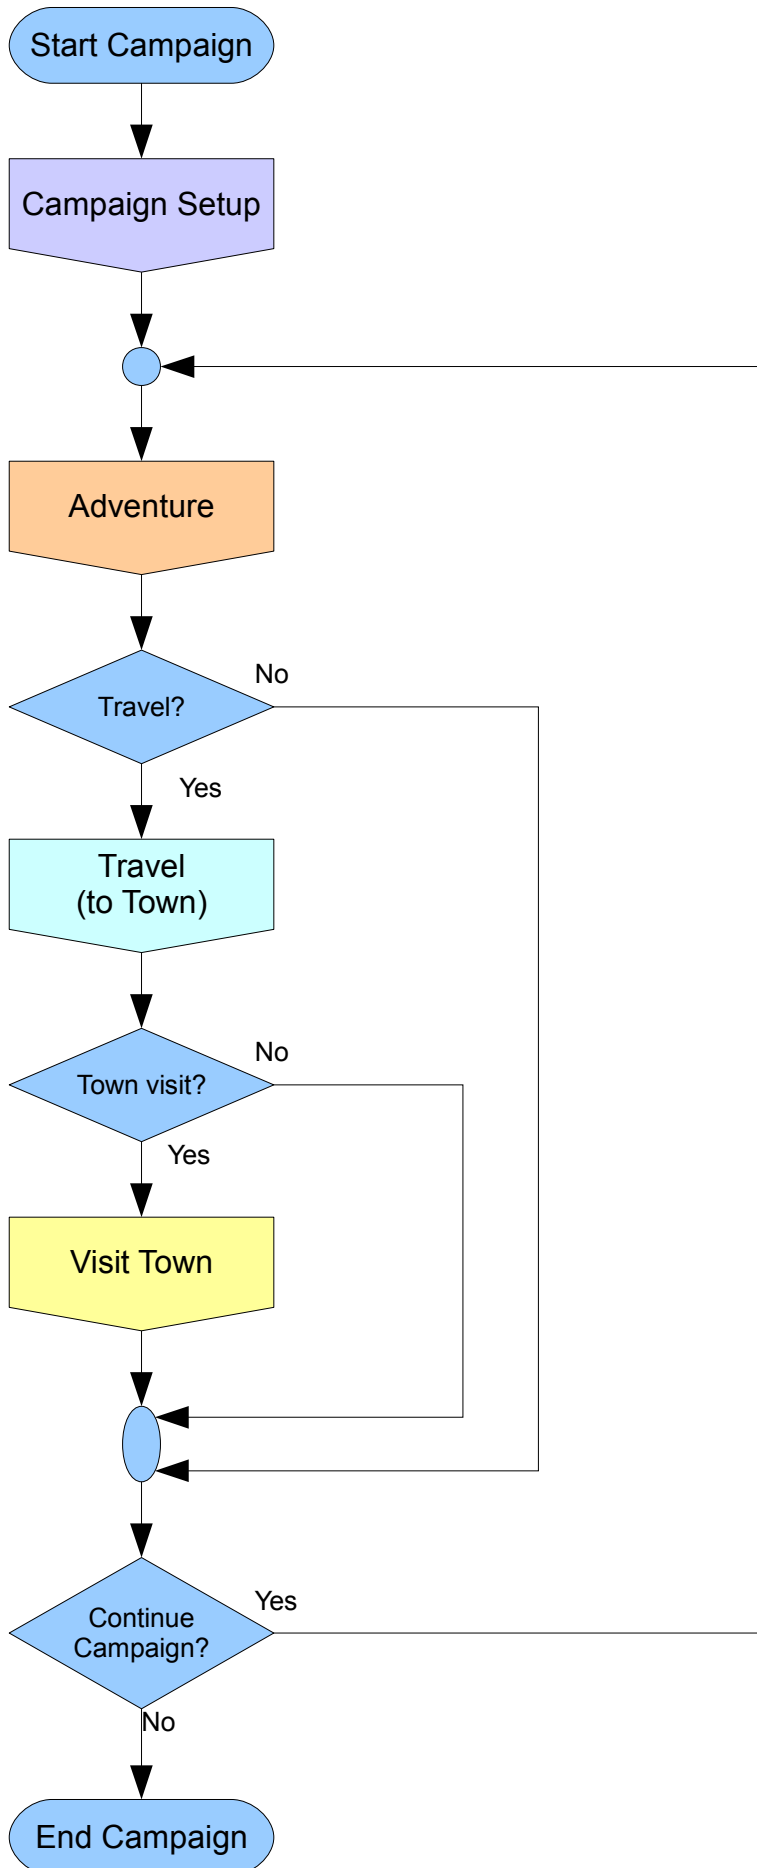 Start Campaign
Campaign Setup
Adventure
No
Travel?
Yes
Travel
(to Town)
No
Town visit?
Yes
Visit Town
Yes
Continue
Campaign?
No
End Campaign